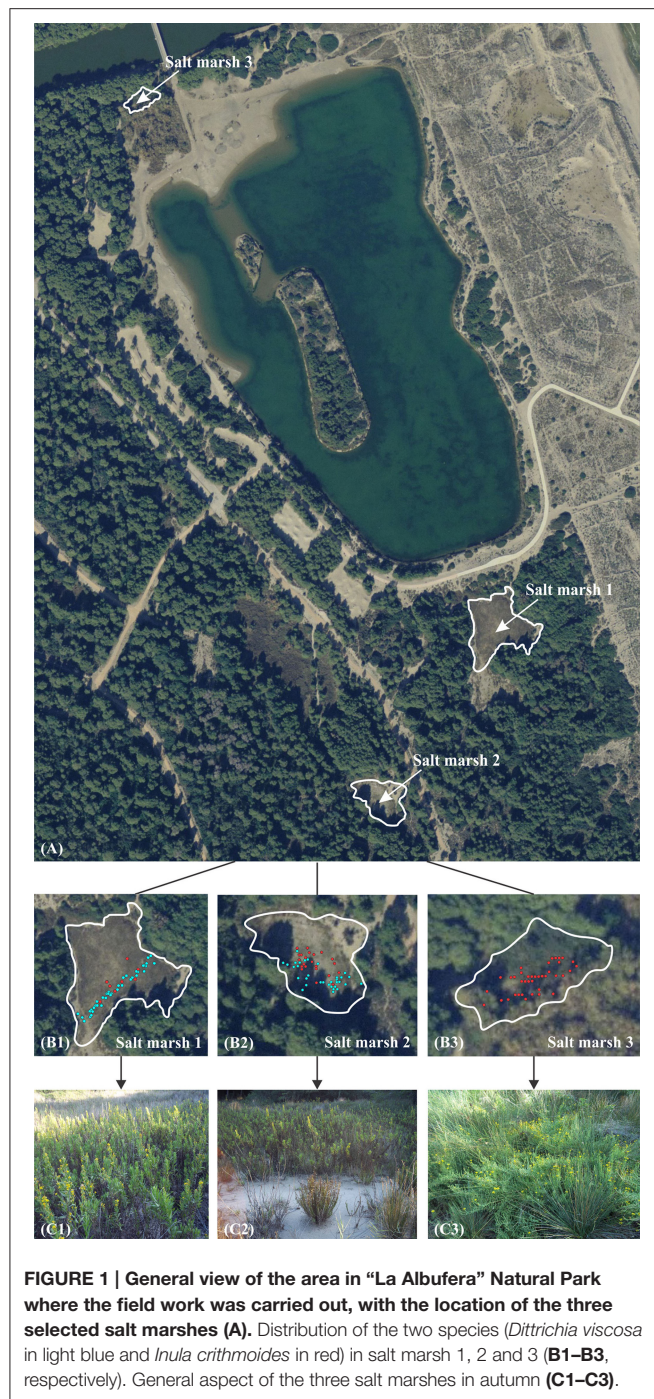 Salt marsh 3
Salt marsh 1
Salt marsh 2
(A)
(B1) Salt marsh 1
(B2) Salt marsh 2
(B3) Salt marsh 3
(C1)
(C2)
(C3)
FIGURE 1 | General view of the area in “La Albufera” Natural Park
where the field work was carried out, with the location of the three
selected salt marshes (A). Distribution of the two species (Dittrichia viscosa
in light blue and Inula crithmoides in red) in salt marsh 1, 2 and 3 (B1–B3,
respectively). General aspect of the three salt marshes in autumn (C1–C3).